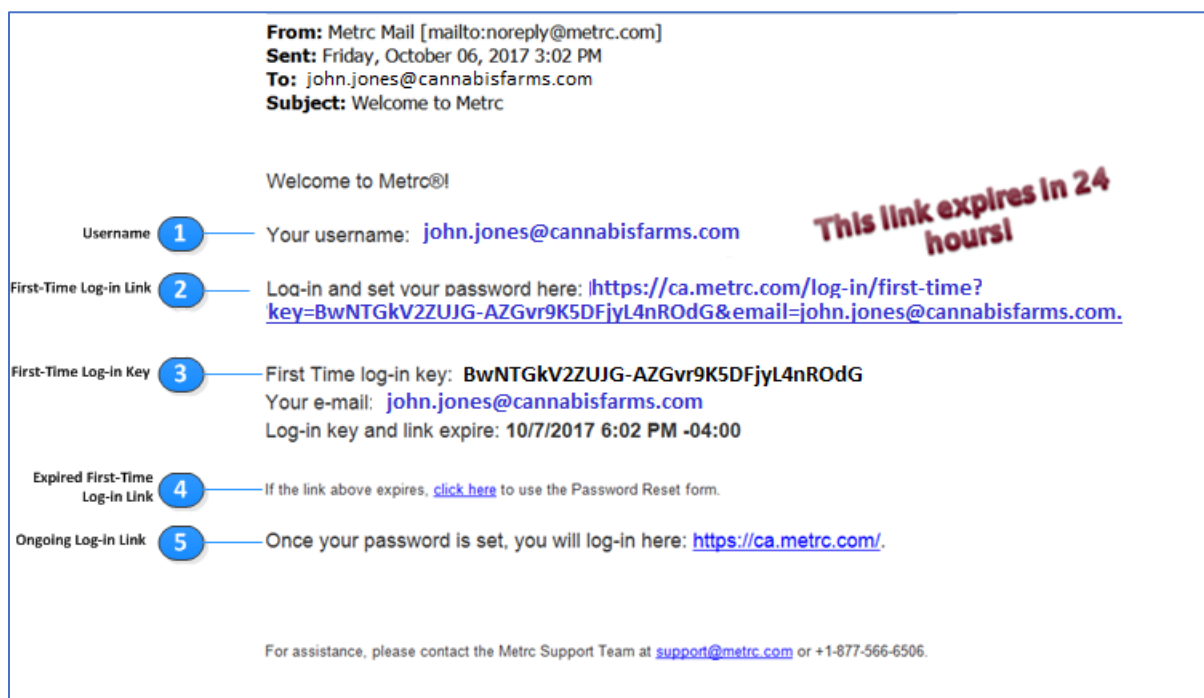 From: Metrc Mail [mailto:noreply@metrc.com]
Sent: Friday, October 06, 2017 3:02 PM
To: john.jones@cannabisfarms.com
Subject: Welcome to Metrc
Welcome to Metrc®!
This link expires in 24
hours!
Username 1 Your username: john.jones@cannabisfarms.com
First-Time Log-in Link 2 Log-in and set your password here: https://ca.metrc.com/log-in/first-time?
key=BwNTGkV2ZUJG-AZGvr9K5DFjyL4nROdG&email=john.jones@cannabisfarms.com.
First-Time Log-in Key 3 First Time log-in key: BwNTGkV2ZUJG-AZGvr9K5DFjyL4nROdG
Your e-mail: john.jones@cannabisfarms.com
Log-in key and link expire: 10/7/2017 6:02 PM -04:00
Expired First-Time
Log-in Link 4 If the link above expires, click here to use the Password Reset form.
Ongoing Log-in Link 5 Once your password is set, you will log-in here: https://ca.metrc.com/.
For assistance, please contact the Metrc Support Team at support@metrc.com or +1-877-566-6506.